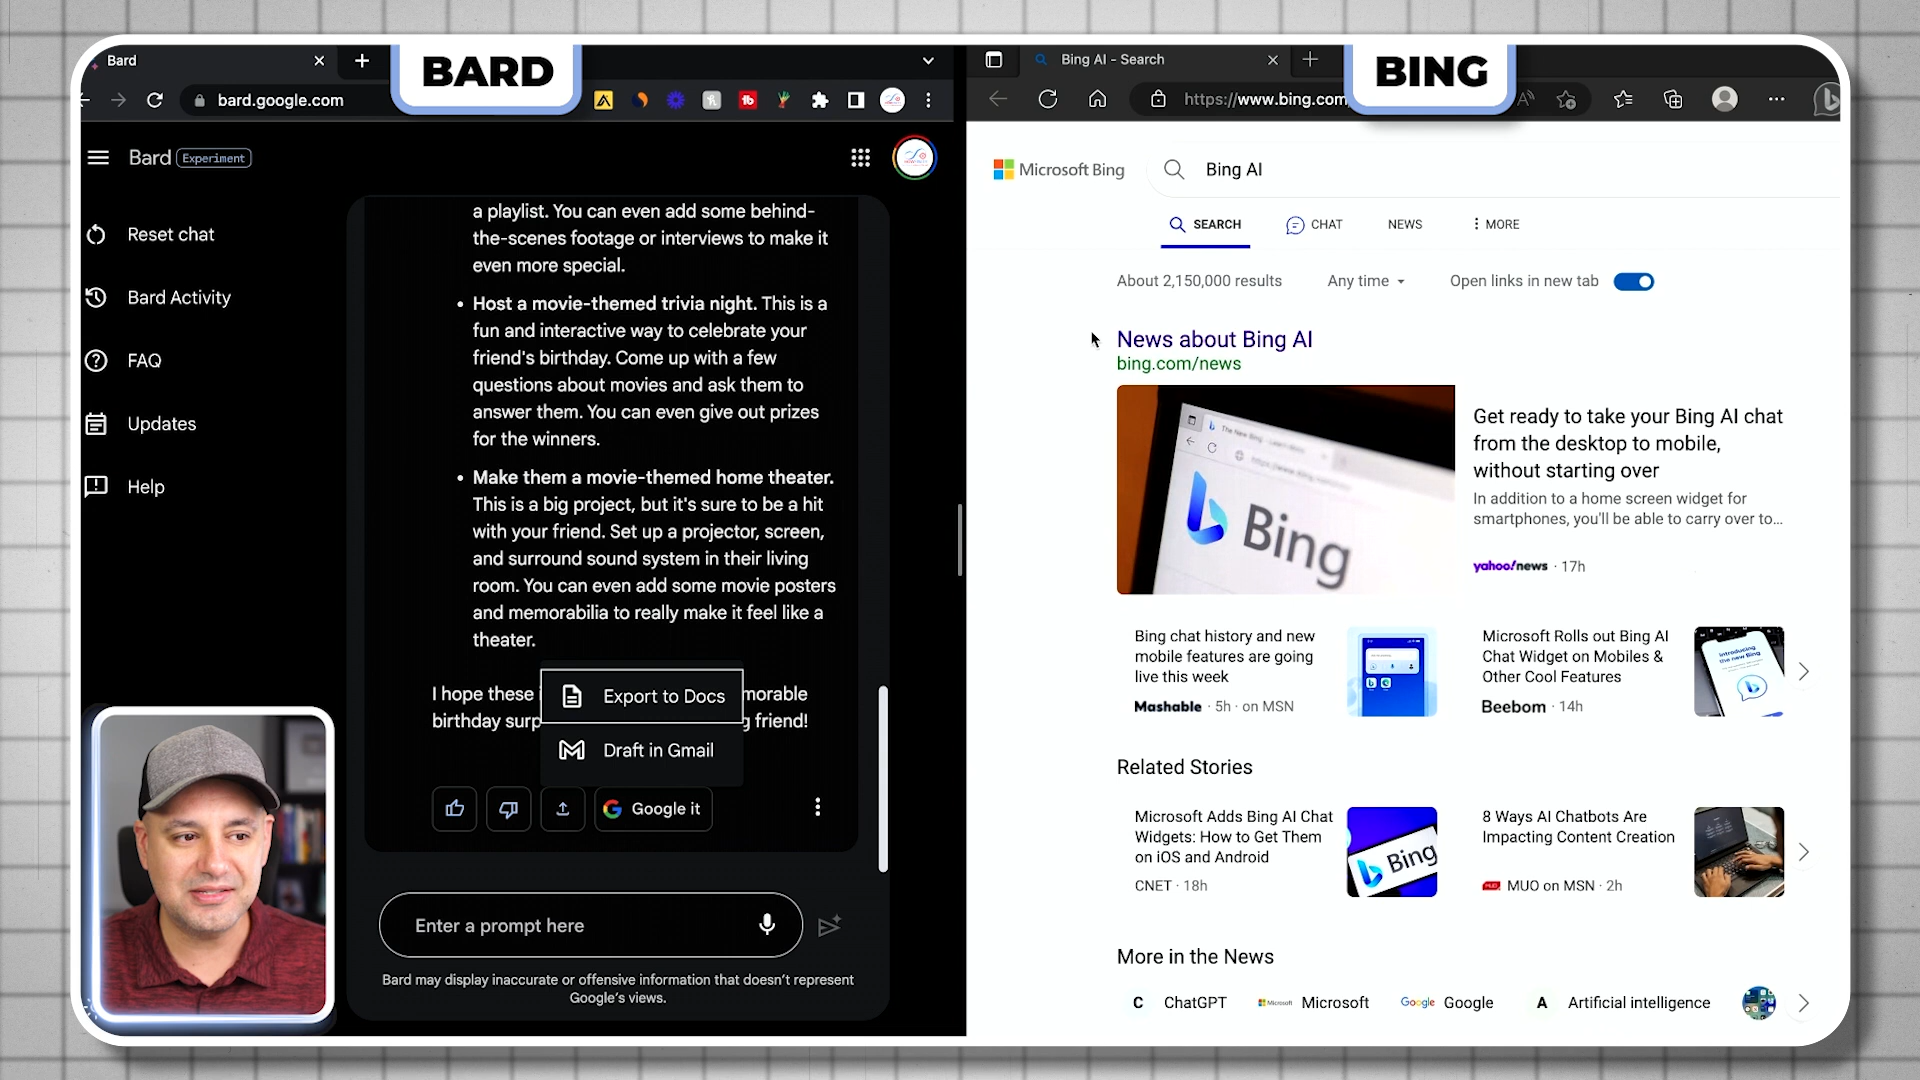 BARD
Bard
bard.google.com
Bard Experiment
Reset chat
Bard Activity
FAQ
Updates
Help
a playlist. You can even add some behind-
the-scenes footage or interviews to make it
even more special.
• Host a movie-themed trivia night. This is a
fun and interactive way to celebrate your
friend's birthday. Come up with a few
questions about movies and ask them to
answer them. You can even give out prizes
for the winners.
• Make them a movie-themed home theater.
This is a big project, but it's sure to be a hit
with your friend. Set up a projector, screen,
and surround sound system in their living
room. You can even add some movie posters
and memorabilia to really make it feel like a
theater.
I hope these
morable
birthday surp
g friend!
Export to Docs
Draft in Gmail
Google it
Enter a prompt here
Bard may display inaccurate or offensive information that doesn't represent
Google's views.
BING
Bing AI - Search
https://www.bing.com
Microsoft Bing
Bing AI
SEARCH
CHAT
NEWS
MORE
About 2,150,000 results
Any time
Open links in new tab
News about Bing AI
bing.com/news
Bing
Get ready to take your Bing AI chat
from the desktop to mobile,
without starting over
In addition to a home screen widget for
smartphones, you'll be able to carry over to...
yahoo!news · 17h
Bing chat history and new
mobile features are going
live this week
Mashable · 5h · on MSN
Microsoft Rolls out Bing AI
Chat Widget on Mobiles &
Other Cool Features
Beebom · 14h
Introducing
the new Bing
Related Stories
Microsoft Adds Bing AI Chat
Widgets: How to Get Them
on iOS and Android
CNET · 18h
Bing
8 Ways AI Chatbots Are
Impacting Content Creation
MUO MUO on MSN · 2h
More in the News
C ChatGPT
Microsoft Microsoft
Google Google
A Artificial intelligence